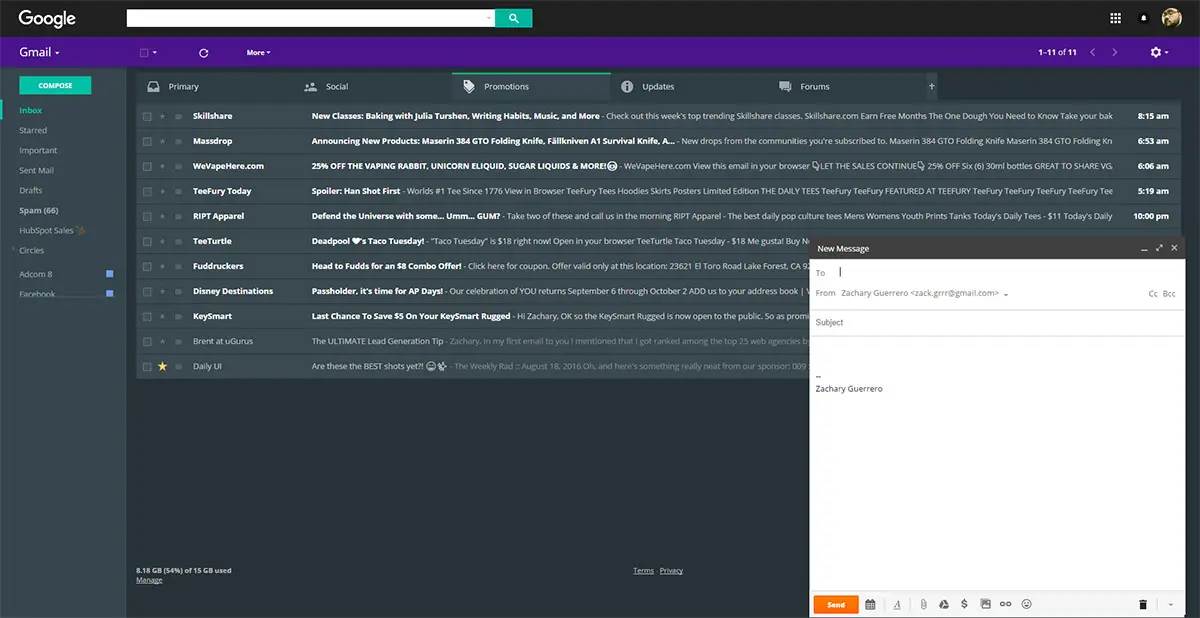 Google
Gmail
More
1–11 of 11
COMPOSE
Inbox
Starred
Important
Sent Mail
Drafts
Spam (66)
HubSpot Sales
Circles
Adcom 8
Facebook
Primary
Social
Promotions
Updates
Forums
+
Skillshare New Classes: Baking with Julia Turshen, Writing Habits, Music, and More - Check out this week's top trending Skillshare classes. Skillshare.com Earn Free Months The One Dough You Need to Know Take your bak 8:15 am
Massdrop Announcing New Products: Maserin 384 GTO Folding Knife, Fällkniven A1 Survival Knife, A... - New drops from the communities you're subscribed to. Maserin 384 GTO Folding Knife Maserin 384 GTO Folding Kn 6:53 am
WeVapeHere.com 25% OFF THE VAPING RABBIT, UNICORN ELIQUID, SUGAR LIQUIDS & MORE! - WeVapeHere.com View this email in your browser LET THE SALES CONTINUE 25% OFF Six (6) 30ml bottles GREAT TO SHARE VG 6:06 am
TeeFury Today Spoiler: Han Shot First - Worlds #1 Tee Since 1776 View in Browser TeeFury Tees Hoodies Skirts Posters Limited Edition THE DAILY TEES TeeFury TeeFury FEATURED AT TEEFURY TeeFury TeeFury TeeFury TeeFury TeeFury Tee 5:19 am
RIPT Apparel Defend the Universe with some... Umm... GUM? - Take two of these and call us in the morning RIPT Apparel - The best daily pop culture tees Mens Womens Youth Prints Tanks Today's Daily Tees - $11 Today's Daily 10:00 pm
TeeTurtle Deadpool ❤'s Taco Tuesday! - "Taco Tuesday" is $18 right now! Open in your browser TeeTurtle Taco Tuesday - $18 Me gusta! Buy No
Fuddruckers Head to Fudds for an $8 Combo Offer! - Click here for coupon. Offer valid only at this location: 23621 El Toro Road Lake Forest, CA 92
Disney Destinations Passholder, it's time for AP Days! - Our celebration of YOU returns September 6 through October 2 ADD us to your address book |
KeySmart Last Chance To Save $5 On Your KeySmart Rugged - Hi Zachary, OK so the KeySmart Rugged is now open to the public. So as promi
Brent at uGurus The ULTIMATE Lead Generation Tip - Zachary, In my first email to you I mentioned that I got ranked among the top 25 web agencies by
Daily UI Are these the BEST shots yet?! - The Weekly Rad :: August 18, 2016 Oh, and here's something really neat from our sponsor: 009
New Message
To
From Zachary Guerrero <zack.grrr@gmail.com>
Cc Bcc
Subject
--
Zachary Guerrero
Send
8.18 GB (54%) of 15 GB used
Manage
Terms - Privacy